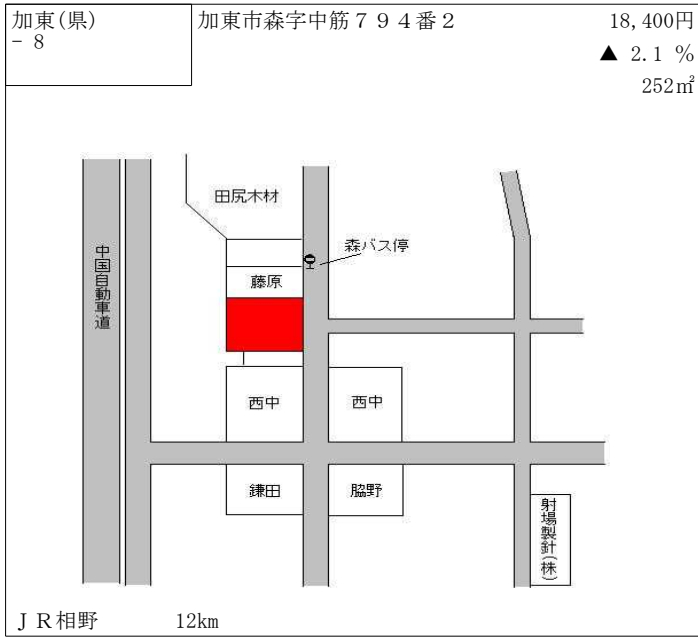 加東(県)
- 8
加東市森字中筋７９４番２
18,400円
▲ 2.1 %
252㎡
田尻木材
森バス停
中国自動車道
藤原
西中
西中
鎌田
脇野
射場製針(株)
ＪＲ相野
12km